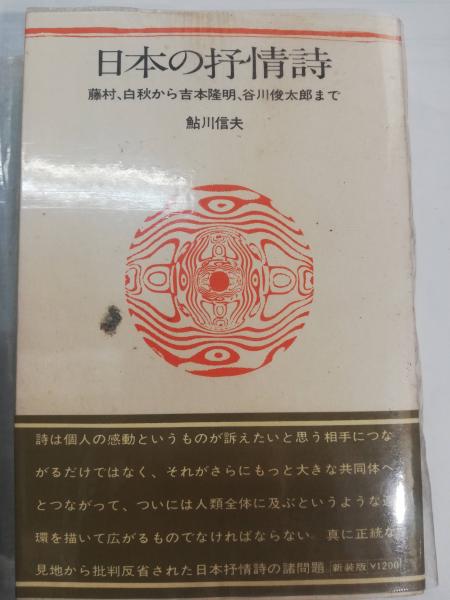 日本の抒情詩
藤村、白秋から吉本隆明、谷川俊太郎まで
鮎川信夫
詩は個人の感動というものが訴えたいと思う相手につな
がるだけではなく、それがさらにもっと大きな共同体へ
とつながって、ついには人類全体に及ぶというような連
環を描いて広がるものでなければならない。真に正統な
見地から批判反省された日本抒情詩の諸問題。新装版 ¥1200